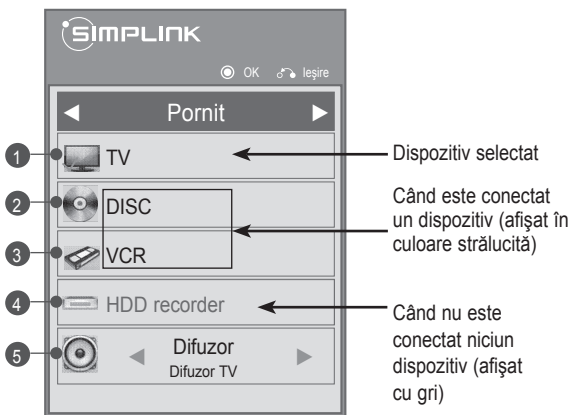 SIMPLINK
OK Ieşire
Pornit
1 TV
2 DISC
3 VCR
4 HDD recorder
5 Difuzor
Difuzor TV
Dispozitiv selectat
Când este conectat
un dispozitiv (afişat în
culoare strălucită)
Când nu este
conectat niciun
dispozitiv (afişat
cu gri)